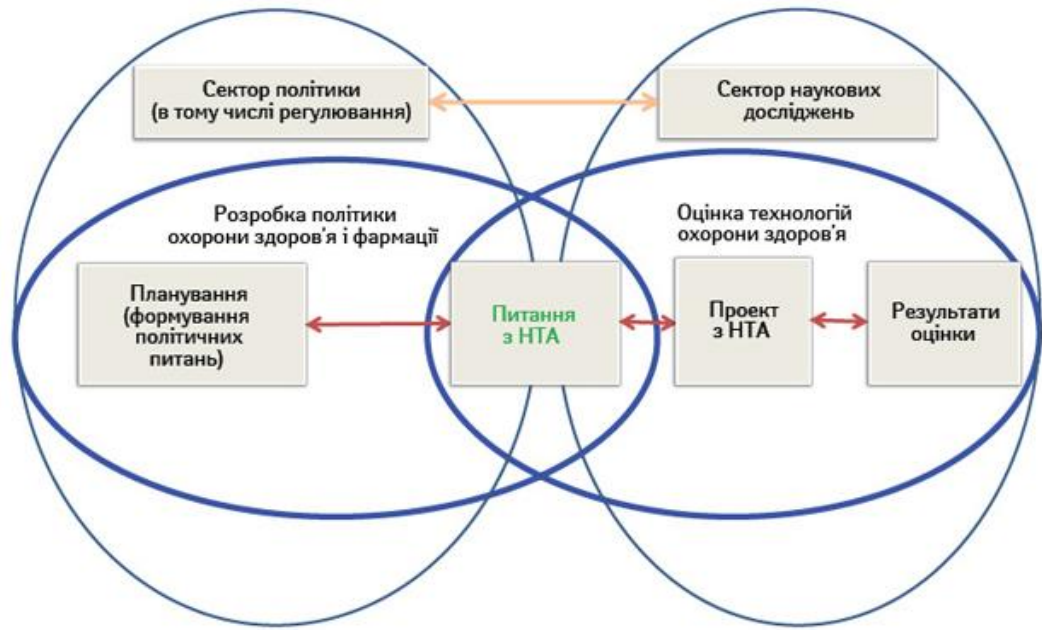 Сектор політики
(в тому числі регулювання)
Сектор наукових
досліджень
Розробка політики
охорони здоров'я і фармації
Оцінка технологій
охорони здоров'я
Планування
(формування
політичних
питань)
Питання
з НТА
Проект
з НТА
Результати
оцінки